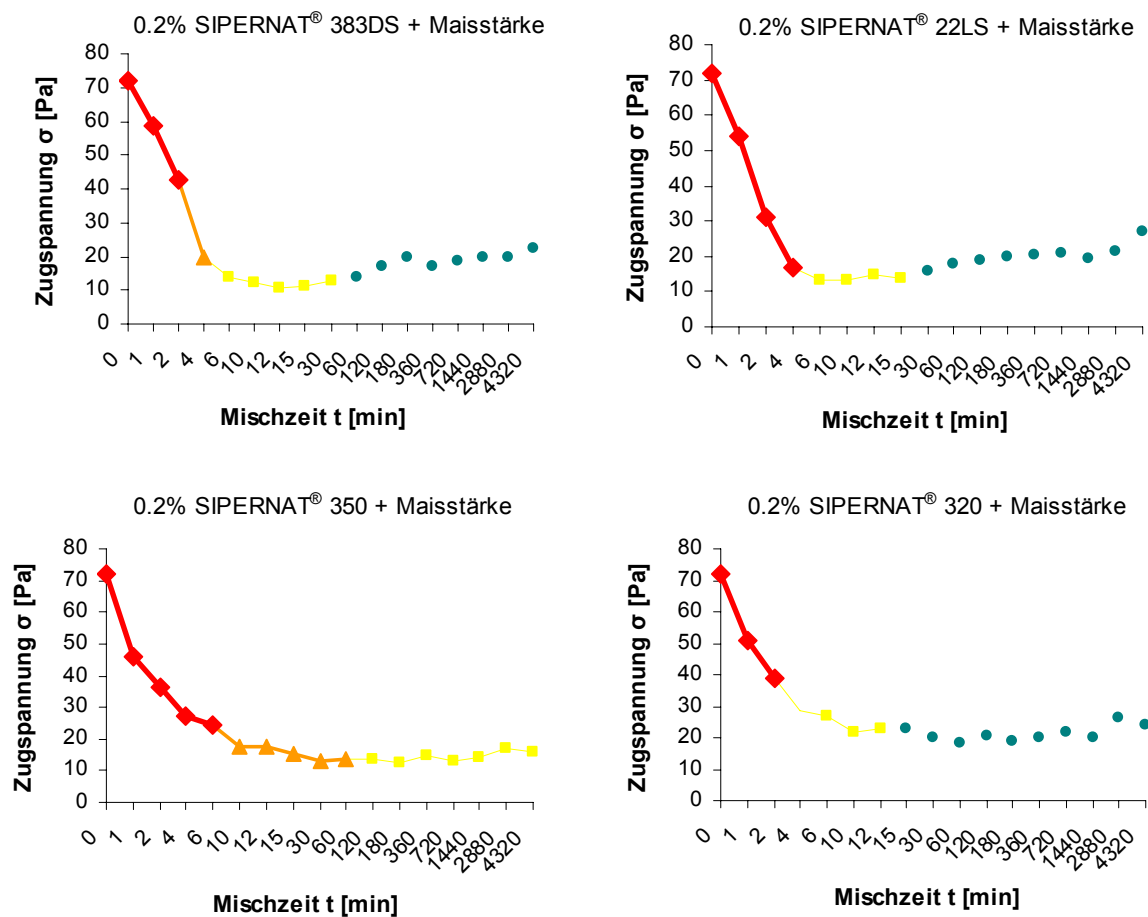 0.2% SIPERNAT® 383DS + Maisstärke
Zugspannung σ [Pa]
80
70
60
50
40
30
20
10
0
0 1 2 4 6 10 12 15 30 60 120 180 360 720 1440 2880 4320
Mischzeit t [min]
0.2% SIPERNAT® 22LS + Maisstärke
Zugspannung σ [Pa]
80
70
60
50
40
30
20
10
0
0 1 2 4 6 10 12 15 30 60 120 180 360 720 1440 2880 4320
Mischzeit t [min]
0.2% SIPERNAT® 350 + Maisstärke
Zugspannung σ [Pa]
80
70
60
50
40
30
20
10
0
0 1 2 4 6 10 12 15 30 60 120 180 360 720 1440 2880 4320
Mischzeit t [min]
0.2% SIPERNAT® 320 + Maisstärke
Zugspannung σ [Pa]
80
70
60
50
40
30
20
10
0
0 1 2 4 6 10 12 15 30 60 120 180 360 720 1440 2880 4320
Mischzeit t [min]